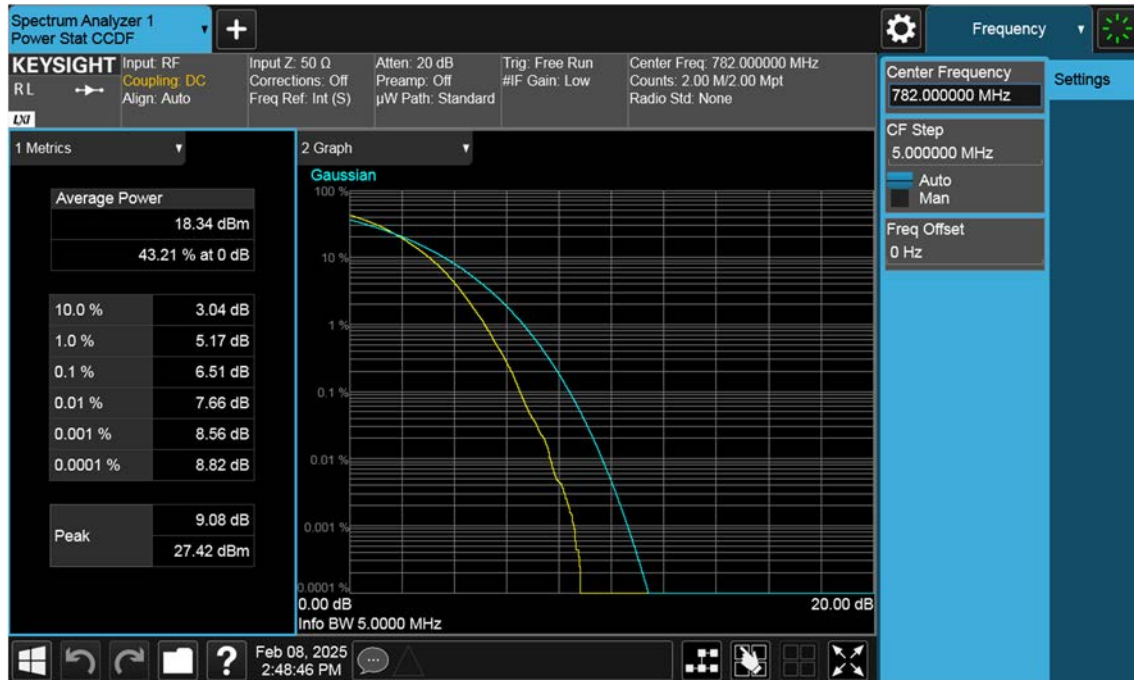 Spectrum Analyzer 1
Power Stat CCDF
Frequency
KEYSIGHT
RL
LXI
Input: RF
Coupling: DC
Align: Auto
Input Z: 50 Ω
Corrections: Off
Freq Ref: Int (S)
Atten: 20 dB
Preamp: Off
µW Path: Standard
Trig: Free Run
#IF Gain: Low
Center Freq: 782.000000 MHz
Counts: 2.00 M/2.00 Mpt
Radio Std: None
Center Frequency
782.000000 MHz
Settings
CF Step
5.000000 MHz
Auto
Man
Freq Offset
0 Hz
1 Metrics
Average Power
18.34 dBm
43.21 % at 0 dB
10.0 % 3.04 dB
1.0 % 5.17 dB
0.1 % 6.51 dB
0.01 % 7.66 dB
0.001 % 8.56 dB
0.0001 % 8.82 dB
Peak
9.08 dB
27.42 dBm
2 Graph
Gaussian
100 %
10 %
1 %
0.1 %
0.01 %
0.001 %
0.0001 %
0.00 dB 20.00 dB
Info BW 5.0000 MHz
?
Feb 08, 2025
2:48:46 PM